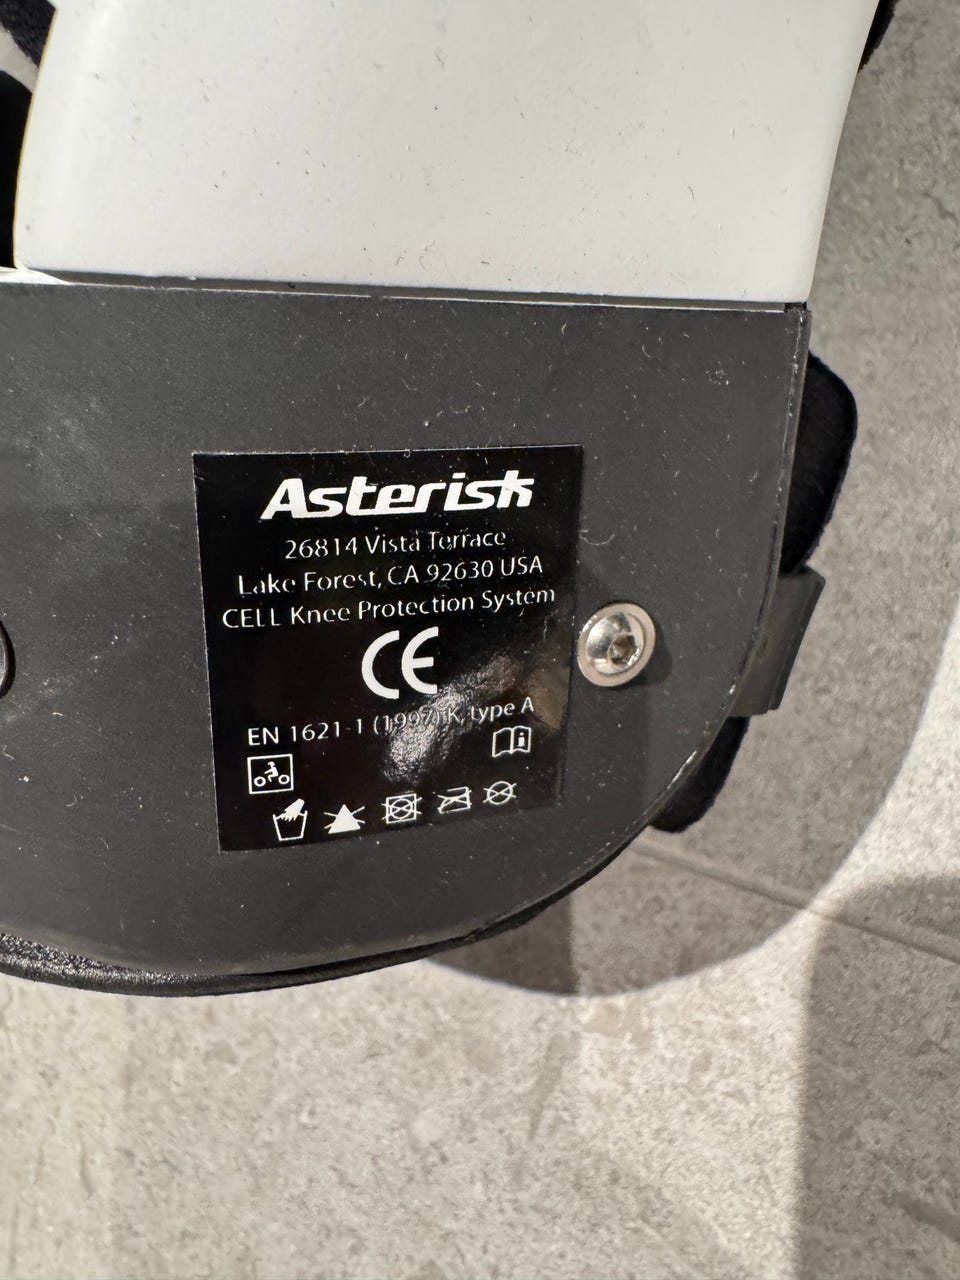 Asterisk
26814 Vista Terrace
Lake Forest, CA 92630 USA
CELL Knee Protection System
CE
EN 1621-1 (1997) K, type A